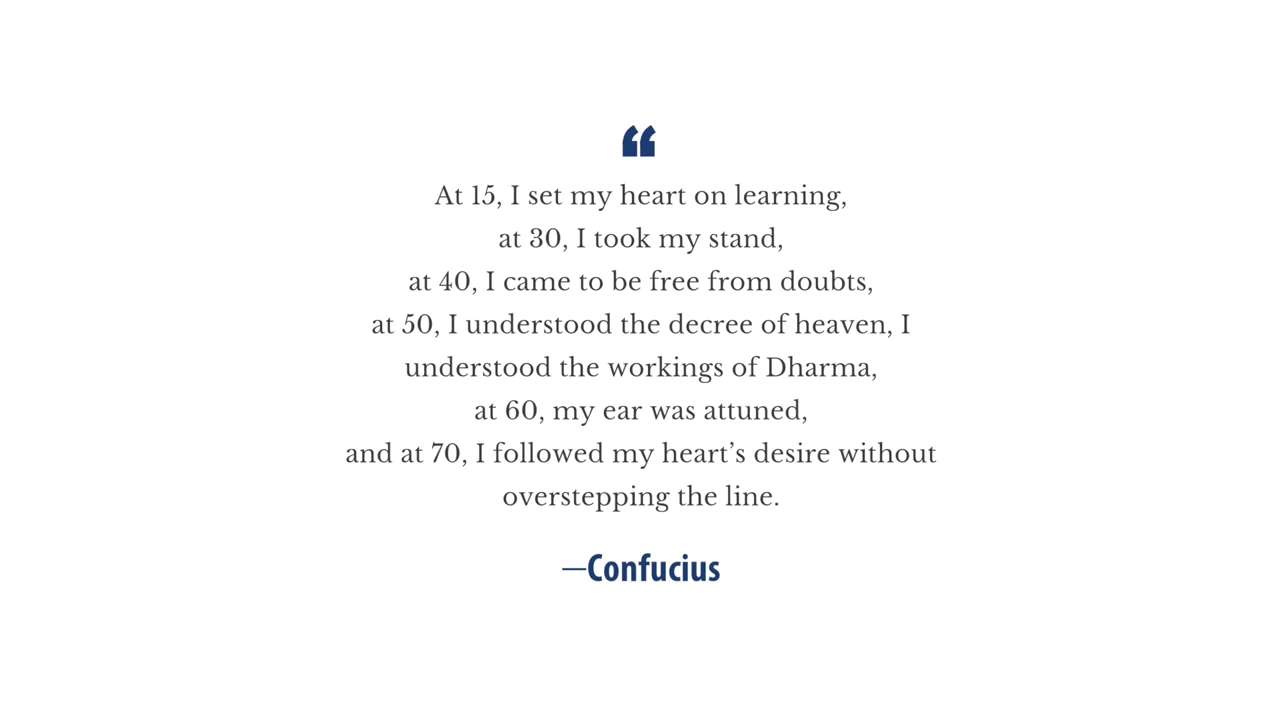 “
At 15, I set my heart on learning,
at 30, I took my stand,
at 40, I came to be free from doubts,
at 50, I understood the decree of heaven, I
understood the workings of Dharma,
at 60, my ear was attuned,
and at 70, I followed my heart’s desire without
overstepping the line.
—Confucius